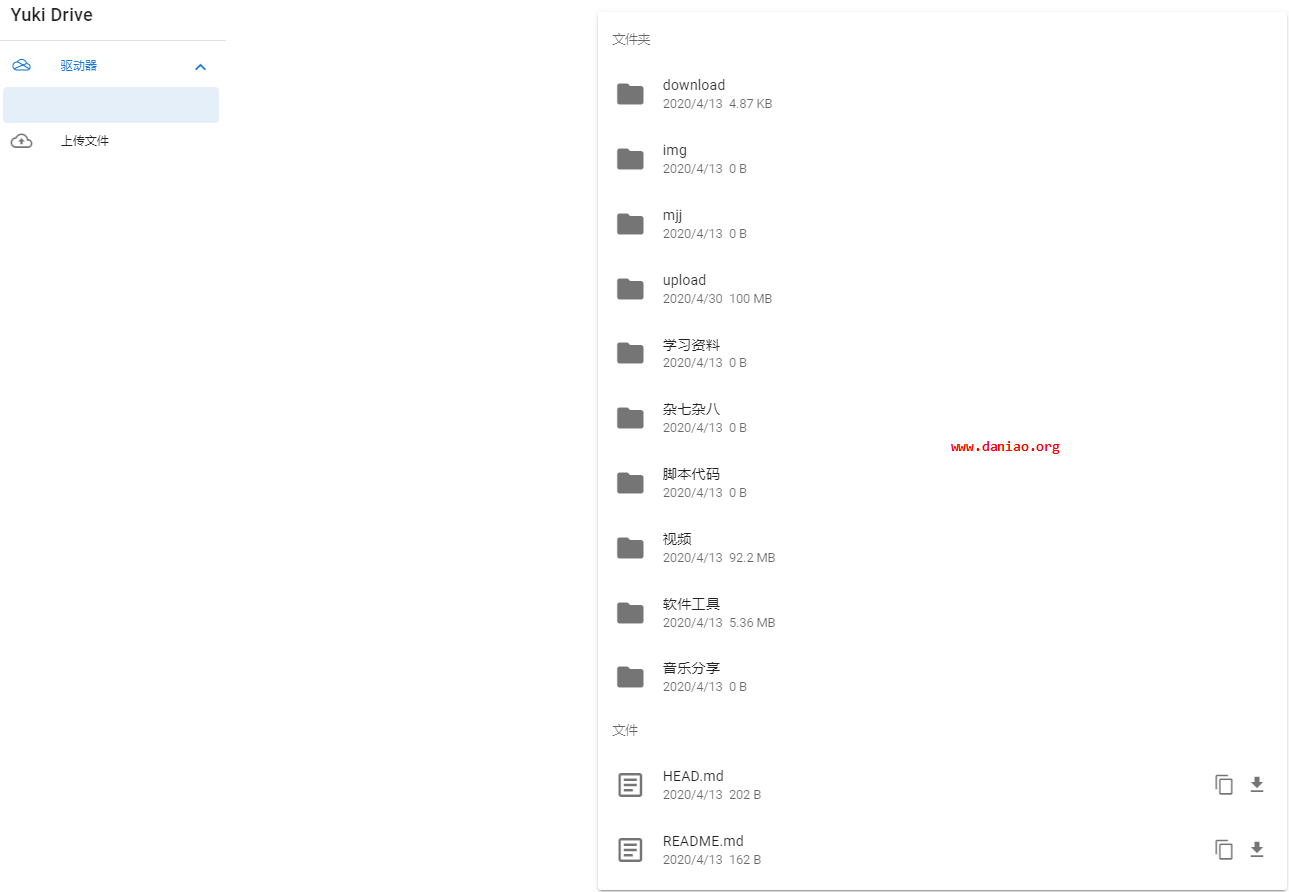 Yuki Drive
驱动器
上传文件
文件夹
download
2020/4/13 4.87 KB
img
2020/4/13 0 B
mjj
2020/4/13 0 B
upload
2020/4/30 100 MB
学习资料
2020/4/13 0 B
杂七杂八
2020/4/13 0 B
www.daniao.org
脚本代码
2020/4/13 0 B
视频
2020/4/13 92.2 MB
软件工具
2020/4/13 5.36 MB
音乐分享
2020/4/13 0 B
文件
HEAD.md
2020/4/13 202 B
README.md
2020/4/13 162 B